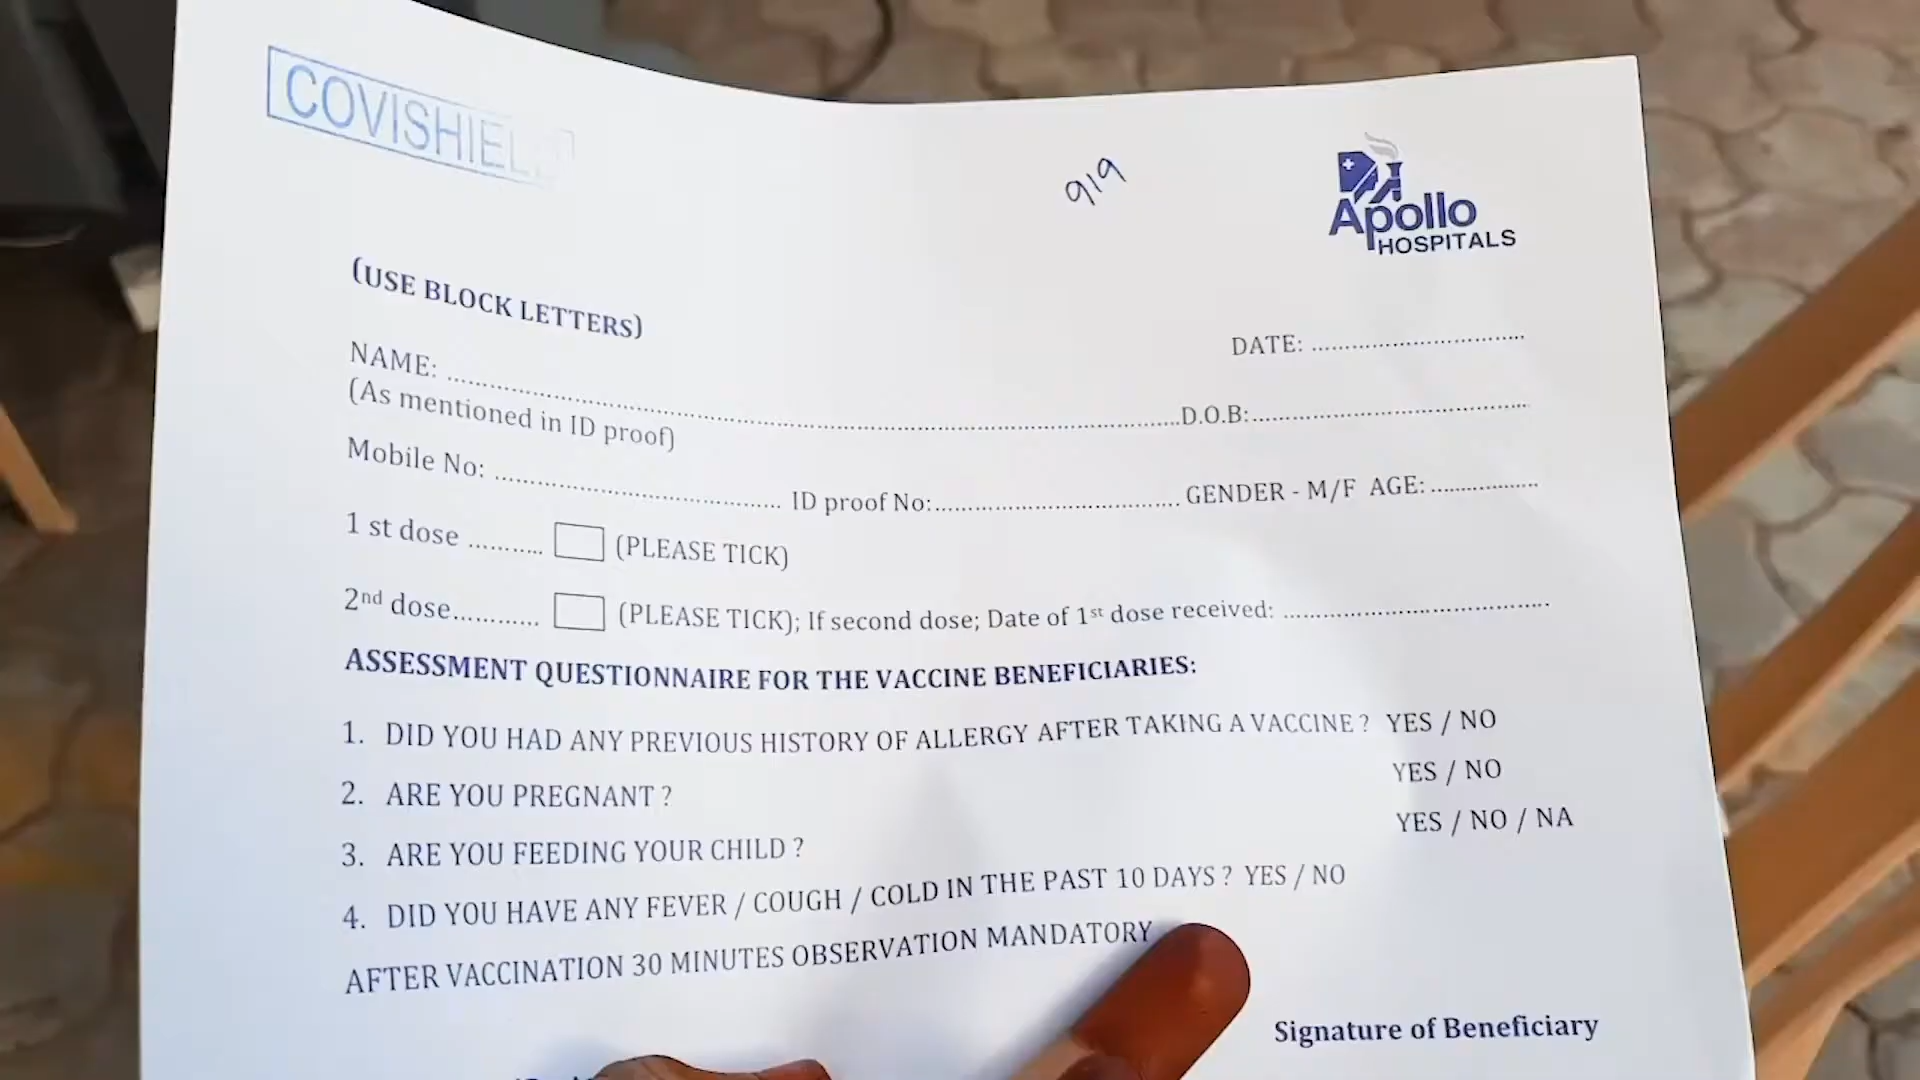 COVISHIELD
919
Apollo
HOSPITALS
(USE BLOCK LETTERS)
DATE: ..................................
NAME: ..........................................................................................D.O.B:..........................................
(As mentioned in ID proof)
Mobile No: ........................................ ID proof No:................................... GENDER - M/F AGE: .................
1 st dose ........... (PLEASE TICK)
2nd dose............ (PLEASE TICK); If second dose; Date of 1st dose received: ........................................
ASSESSMENT QUESTIONNAIRE FOR THE VACCINE BENEFICIARIES:
1. DID YOU HAD ANY PREVIOUS HISTORY OF ALLERGY AFTER TAKING A VACCINE ? YES / NO
2. ARE YOU PREGNANT ? YES / NO
3. ARE YOU FEEDING YOUR CHILD ? YES / NO / NA
4. DID YOU HAVE ANY FEVER / COUGH / COLD IN THE PAST 10 DAYS ? YES / NO
AFTER VACCINATION 30 MINUTES OBSERVATION MANDATORY
Signature of Beneficiary